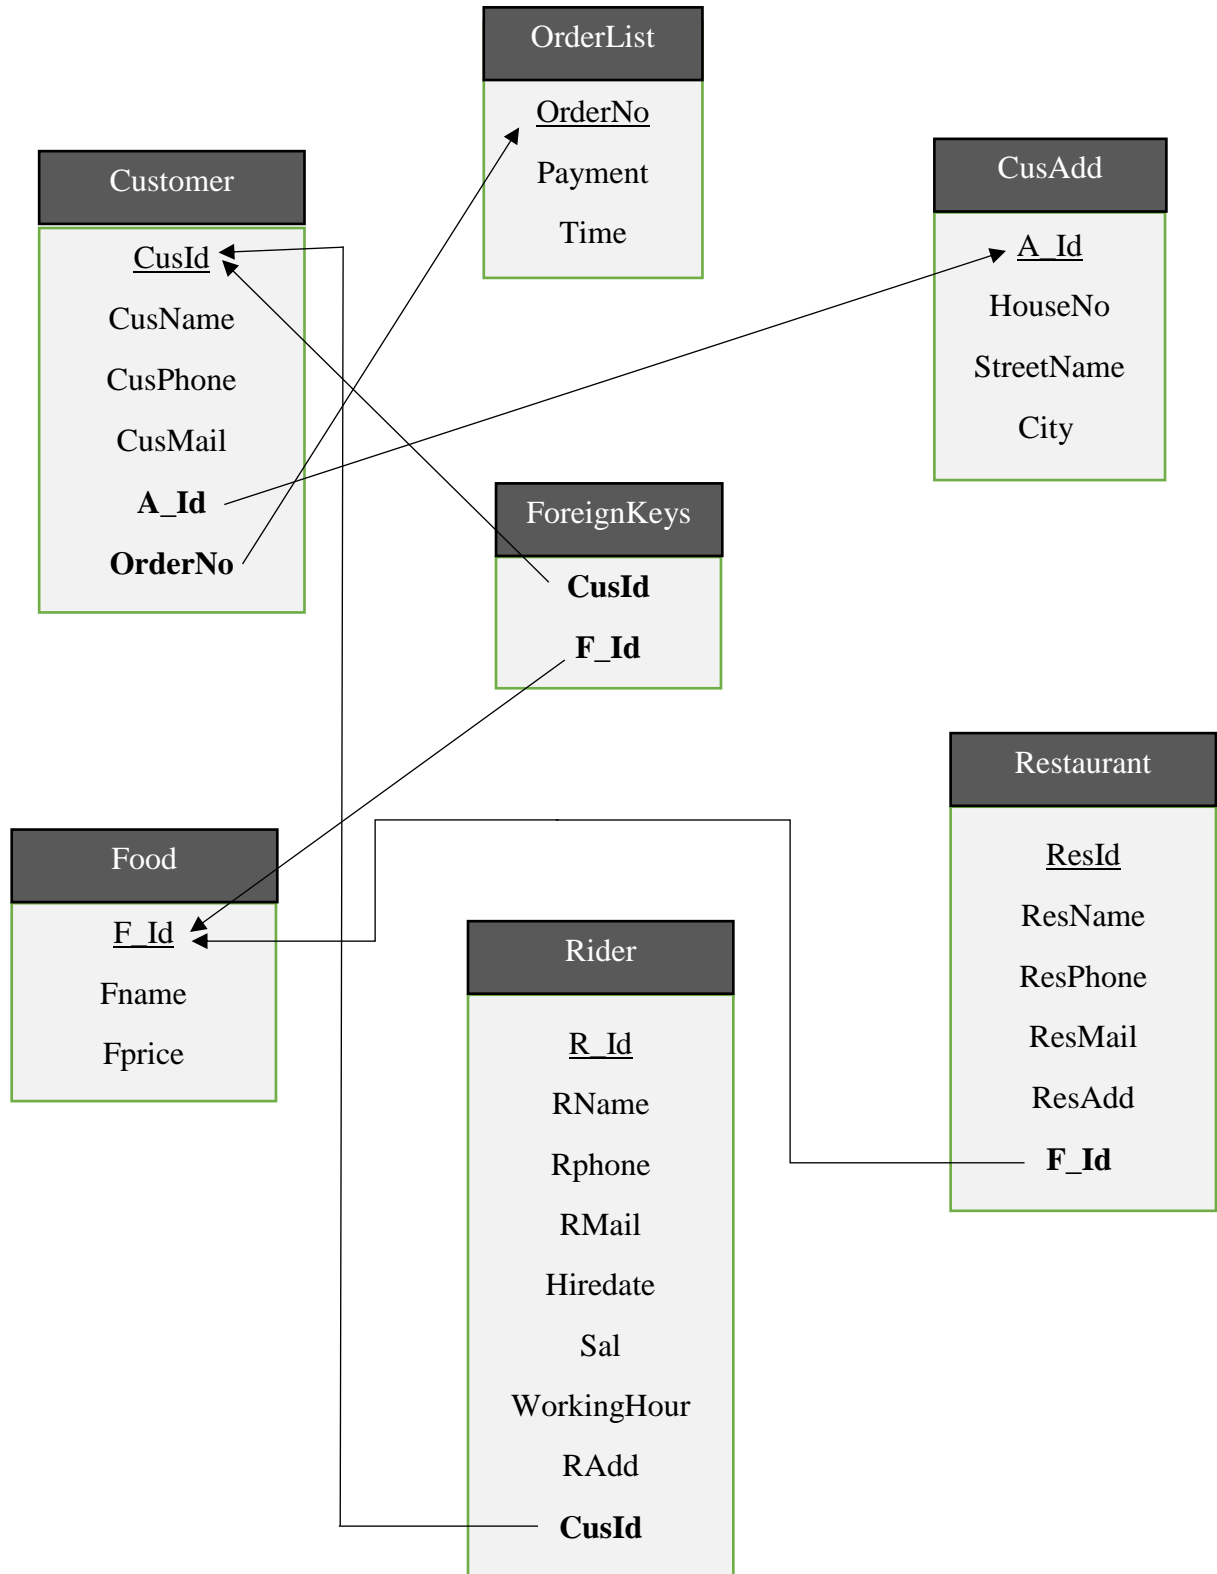 OrderList
OrderNo
Payment
Time
Customer
CusId
CusName
CusPhone
CusMail
A_Id
OrderNo
CusAdd
A_Id
HouseNo
StreetName
City
ForeignKeys
CusId
F_Id
Food
F_Id
Fname
Fprice
Rider
R_Id
RName
Rphone
RMail
Hiredate
Sal
WorkingHour
RAdd
CusId
Restaurant
ResId
ResName
ResPhone
ResMail
ResAdd
F_Id